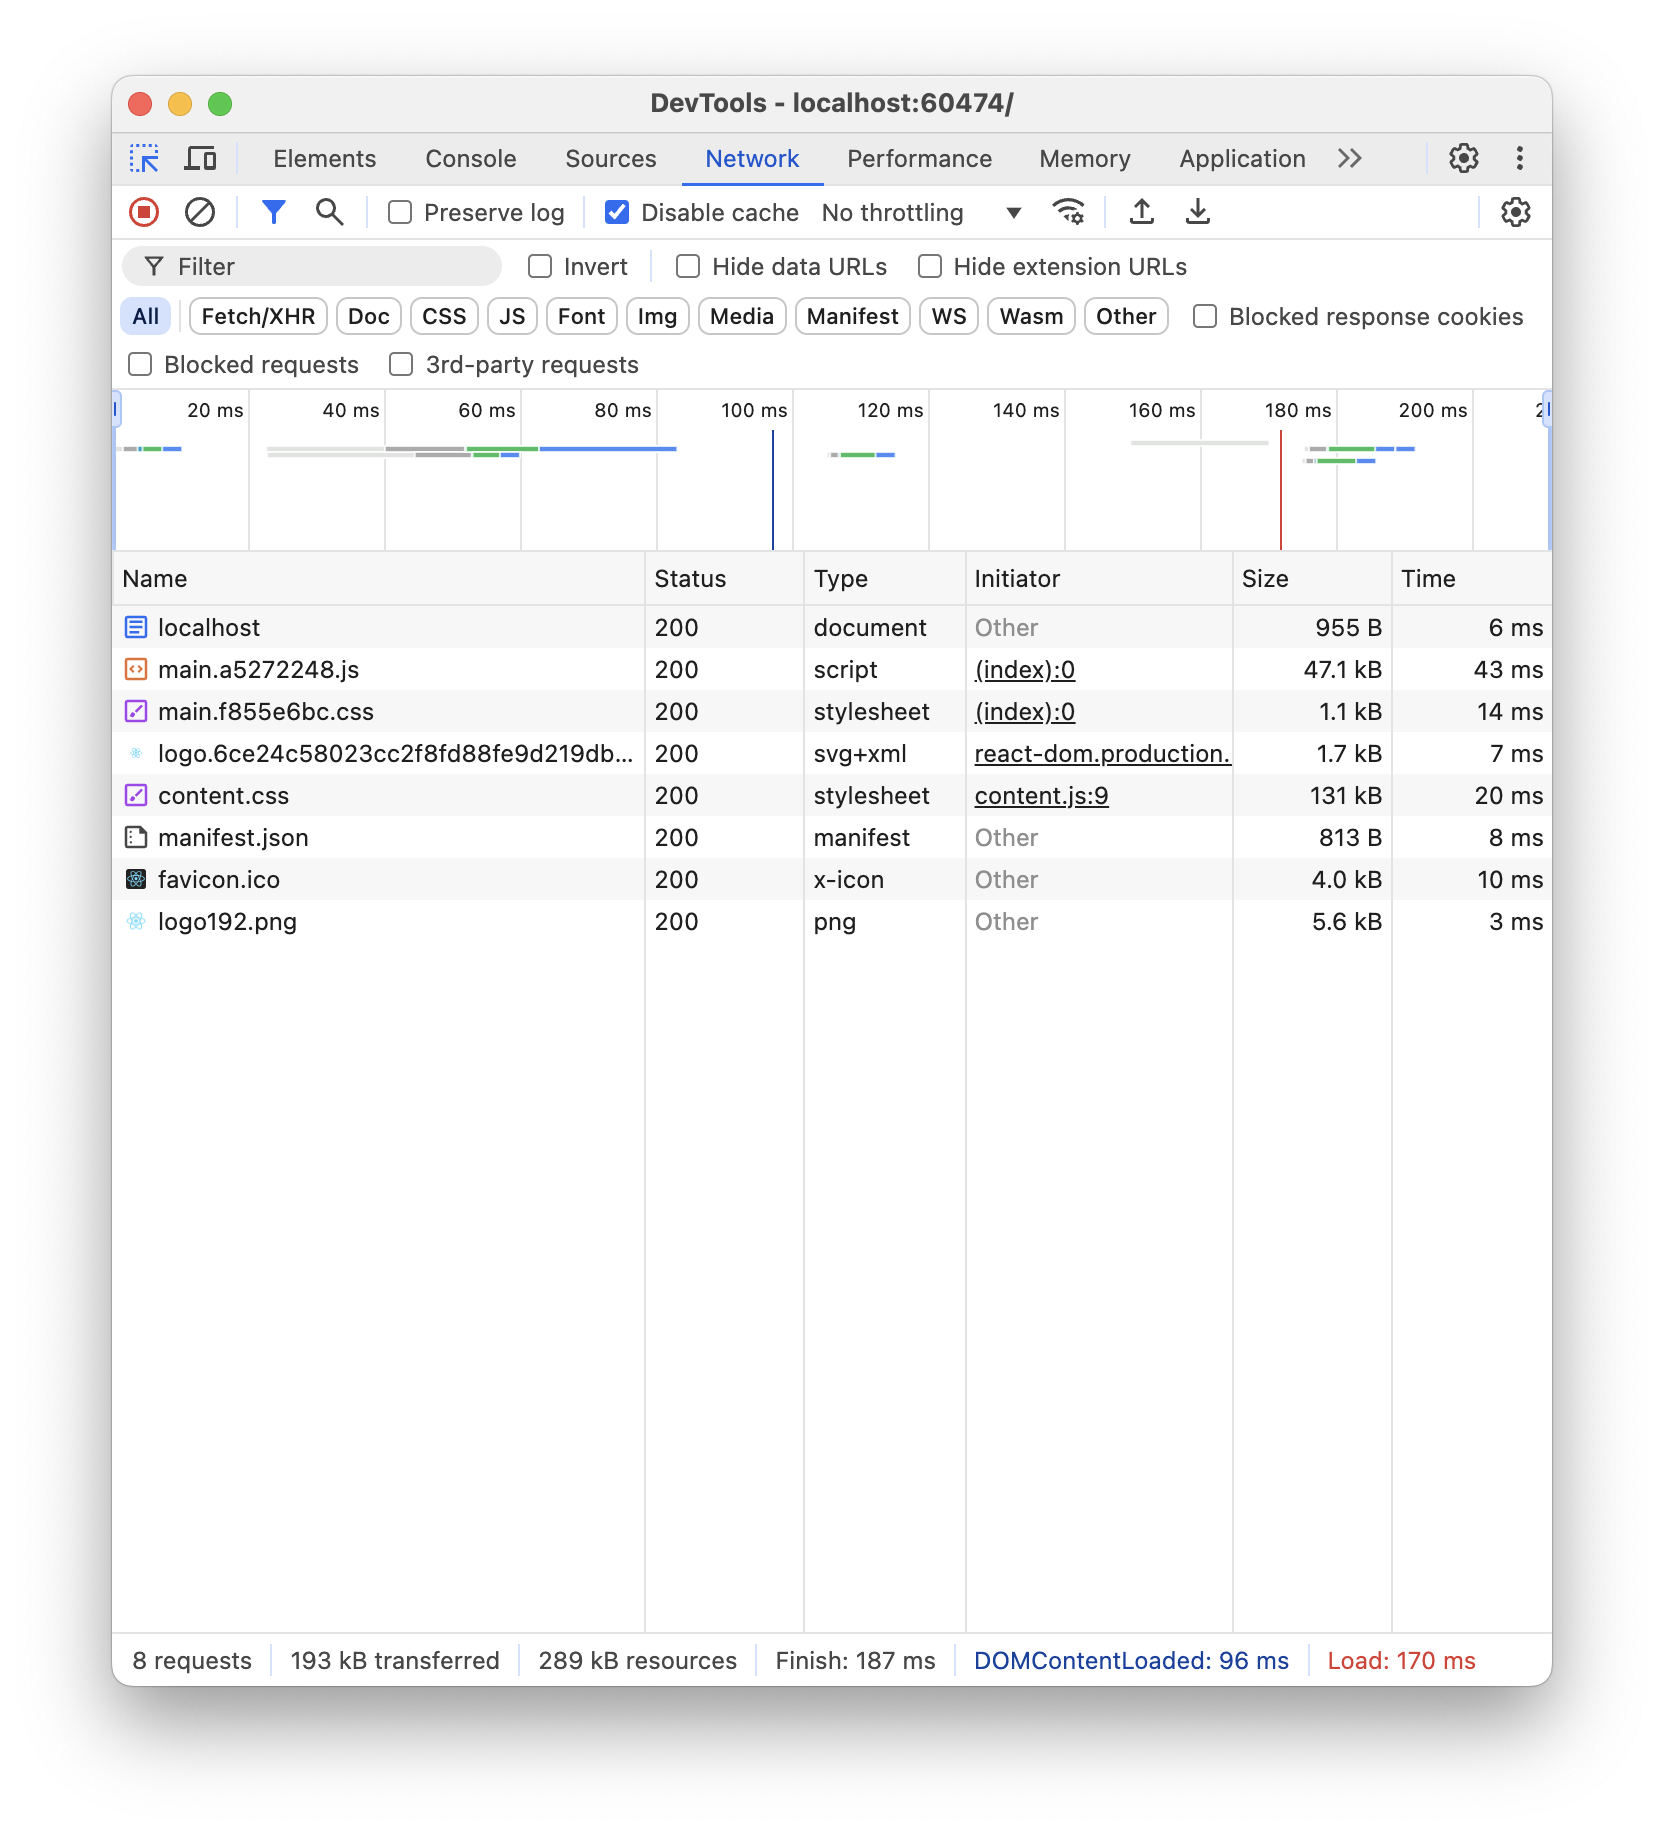 DevTools - localhost:60474/
Elements Console Sources Network Performance Memory Application
Preserve log Disable cache No throttling
Filter Invert Hide data URLs Hide extension URLs
All Fetch/XHR Doc CSS JS Font Img Media Manifest WS Wasm Other Blocked response cookies
Blocked requests 3rd-party requests
20 ms 40 ms 60 ms 80 ms 100 ms 120 ms 140 ms 160 ms 180 ms 200 ms
Name Status Type Initiator Size Time
localhost 200 document Other 955 B 6 ms
main.a5272248.js 200 script (index):0 47.1 kB 43 ms
main.f855e6bc.css 200 stylesheet (index):0 1.1 kB 14 ms
logo.6ce24c58023cc2f8fd88fe9d219db... 200 svg+xml react-dom.production. 1.7 kB 7 ms
content.css 200 stylesheet content.js:9 131 kB 20 ms
manifest.json 200 manifest Other 813 B 8 ms
favicon.ico 200 x-icon Other 4.0 kB 10 ms
logo192.png 200 png Other 5.6 kB 3 ms
8 requests 193 kB transferred 289 kB resources Finish: 187 ms DOMContentLoaded: 96 ms Load: 170 ms